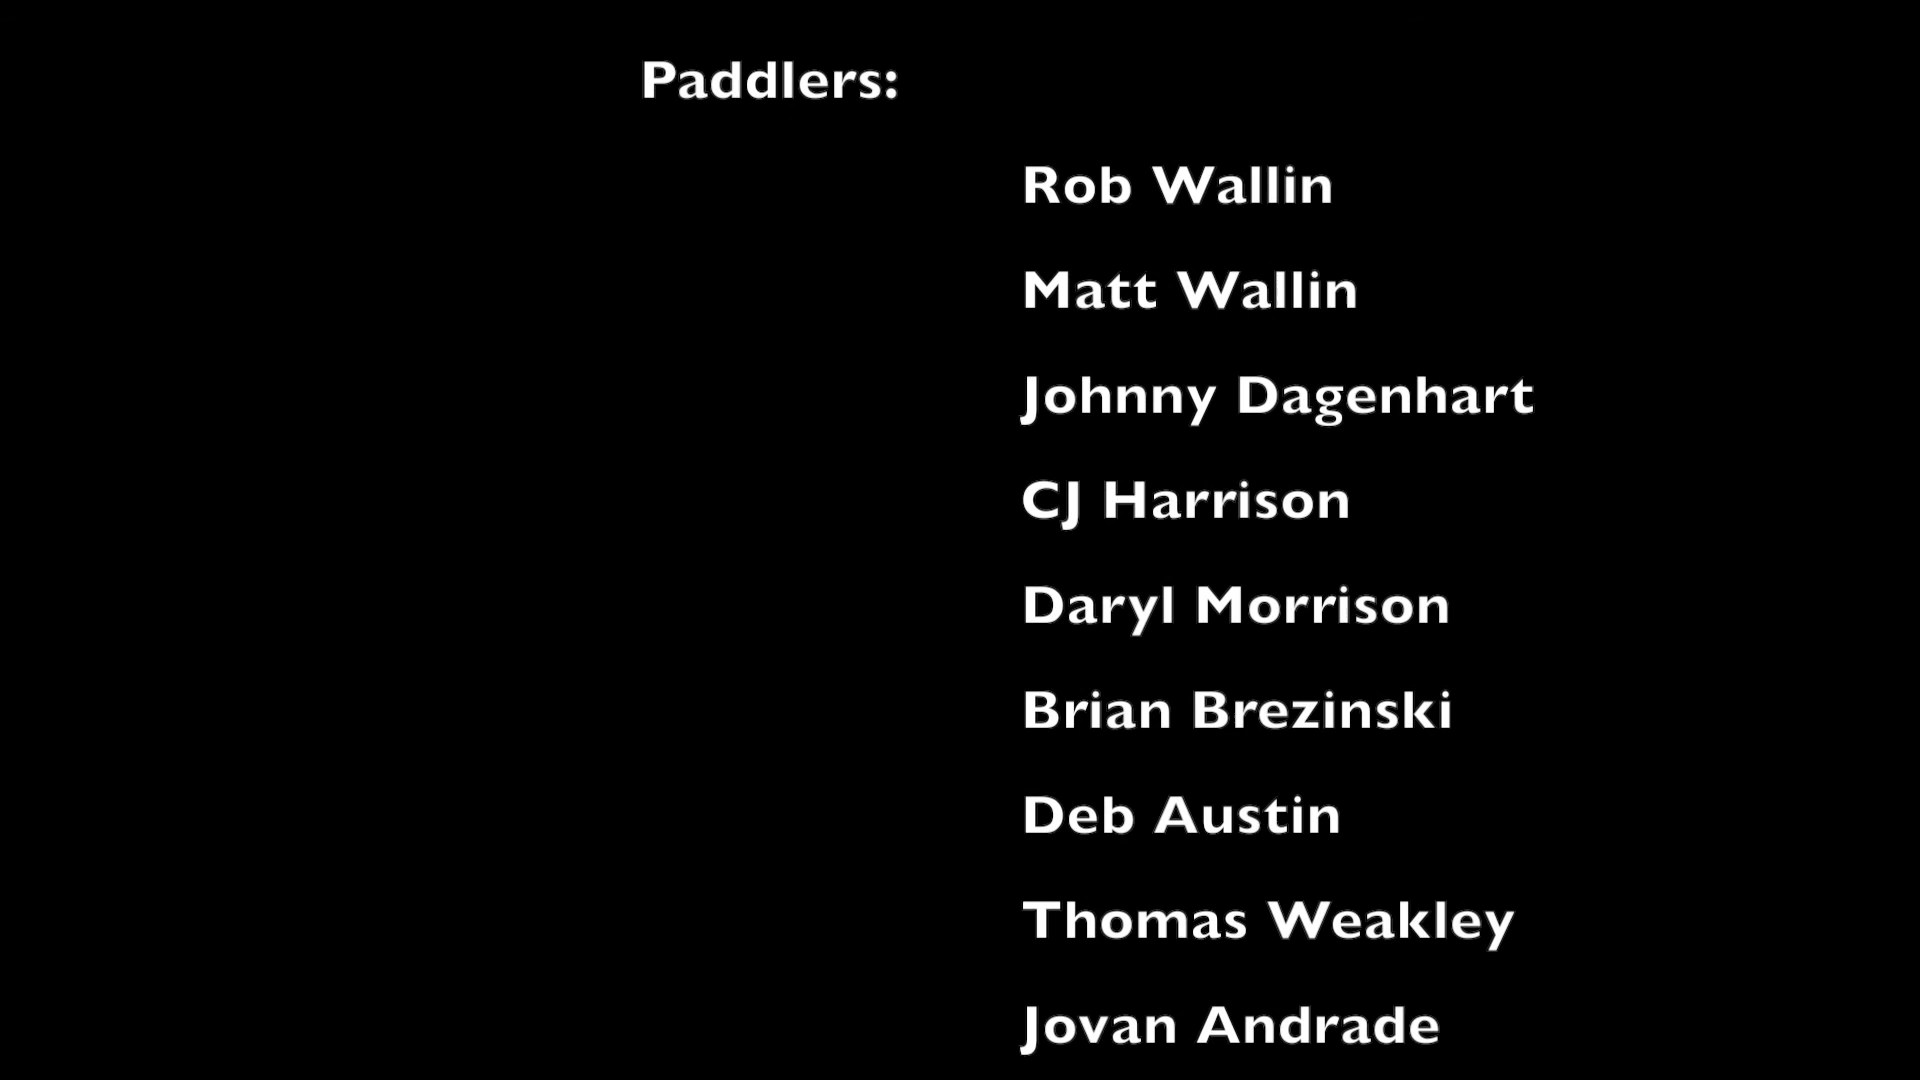 Paddlers:
Rob Wallin
Matt Wallin
Johnny Dagenhart
CJ Harrison
Daryl Morrison
Brian Brezinski
Deb Austin
Thomas Weakley
Jovan Andrade